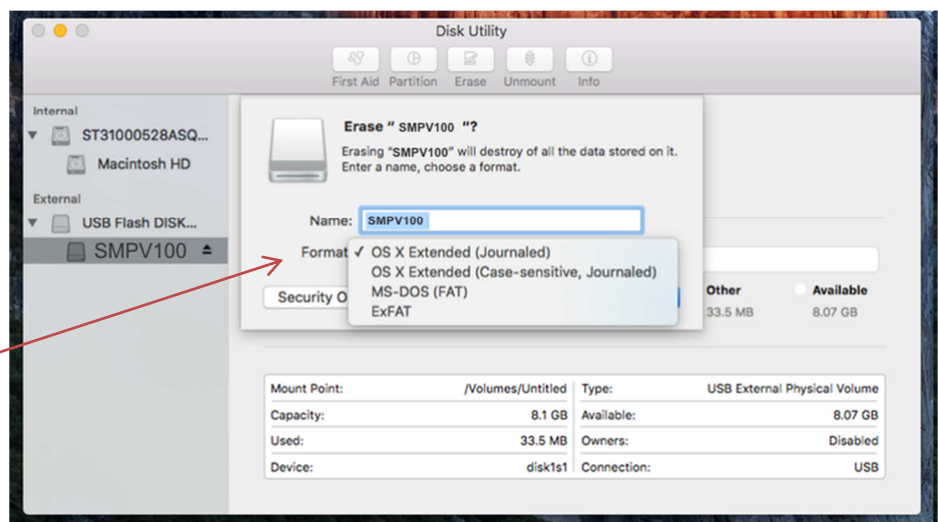 Disk Utility
First Aid Partition Erase Unmount Info
Internal
ST31000528ASQ...
Macintosh HD
External
USB Flash DISK...
SMPV100
Erase " SMPV100 "?
Erasing "SMPV100" will destroy of all the data stored on it.
Enter a name, choose a format.
Name: SMPV100
Format ✓ OS X Extended (Journaled)
OS X Extended (Case-sensitive, Journaled)
MS-DOS (FAT)
ExFAT
Security O
Other Available
33.5 MB 8.07 GB
Mount Point: /Volumes/Untitled Type: USB External Physical Volume
Capacity: 8.1 GB Available: 8.07 GB
Used: 33.5 MB Owners: Disabled
Device: disk1s1 Connection: USB